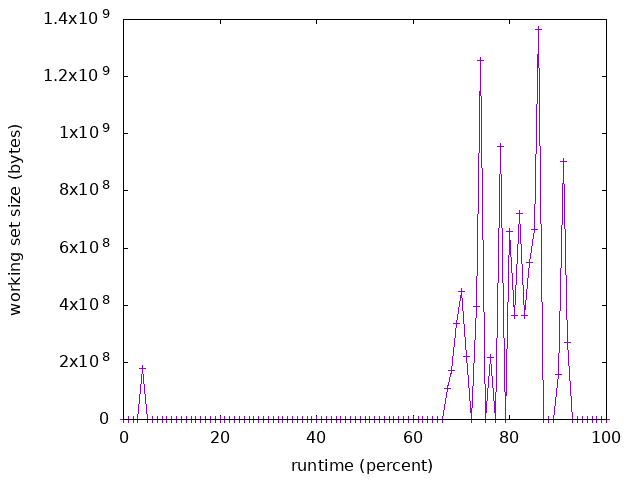 1.4x10^9
1.2x10^9
1x10^9
8x10^8
6x10^8
4x10^8
2x10^8
0
0 20 40 60 80 100
runtime (percent)
working set size (bytes)